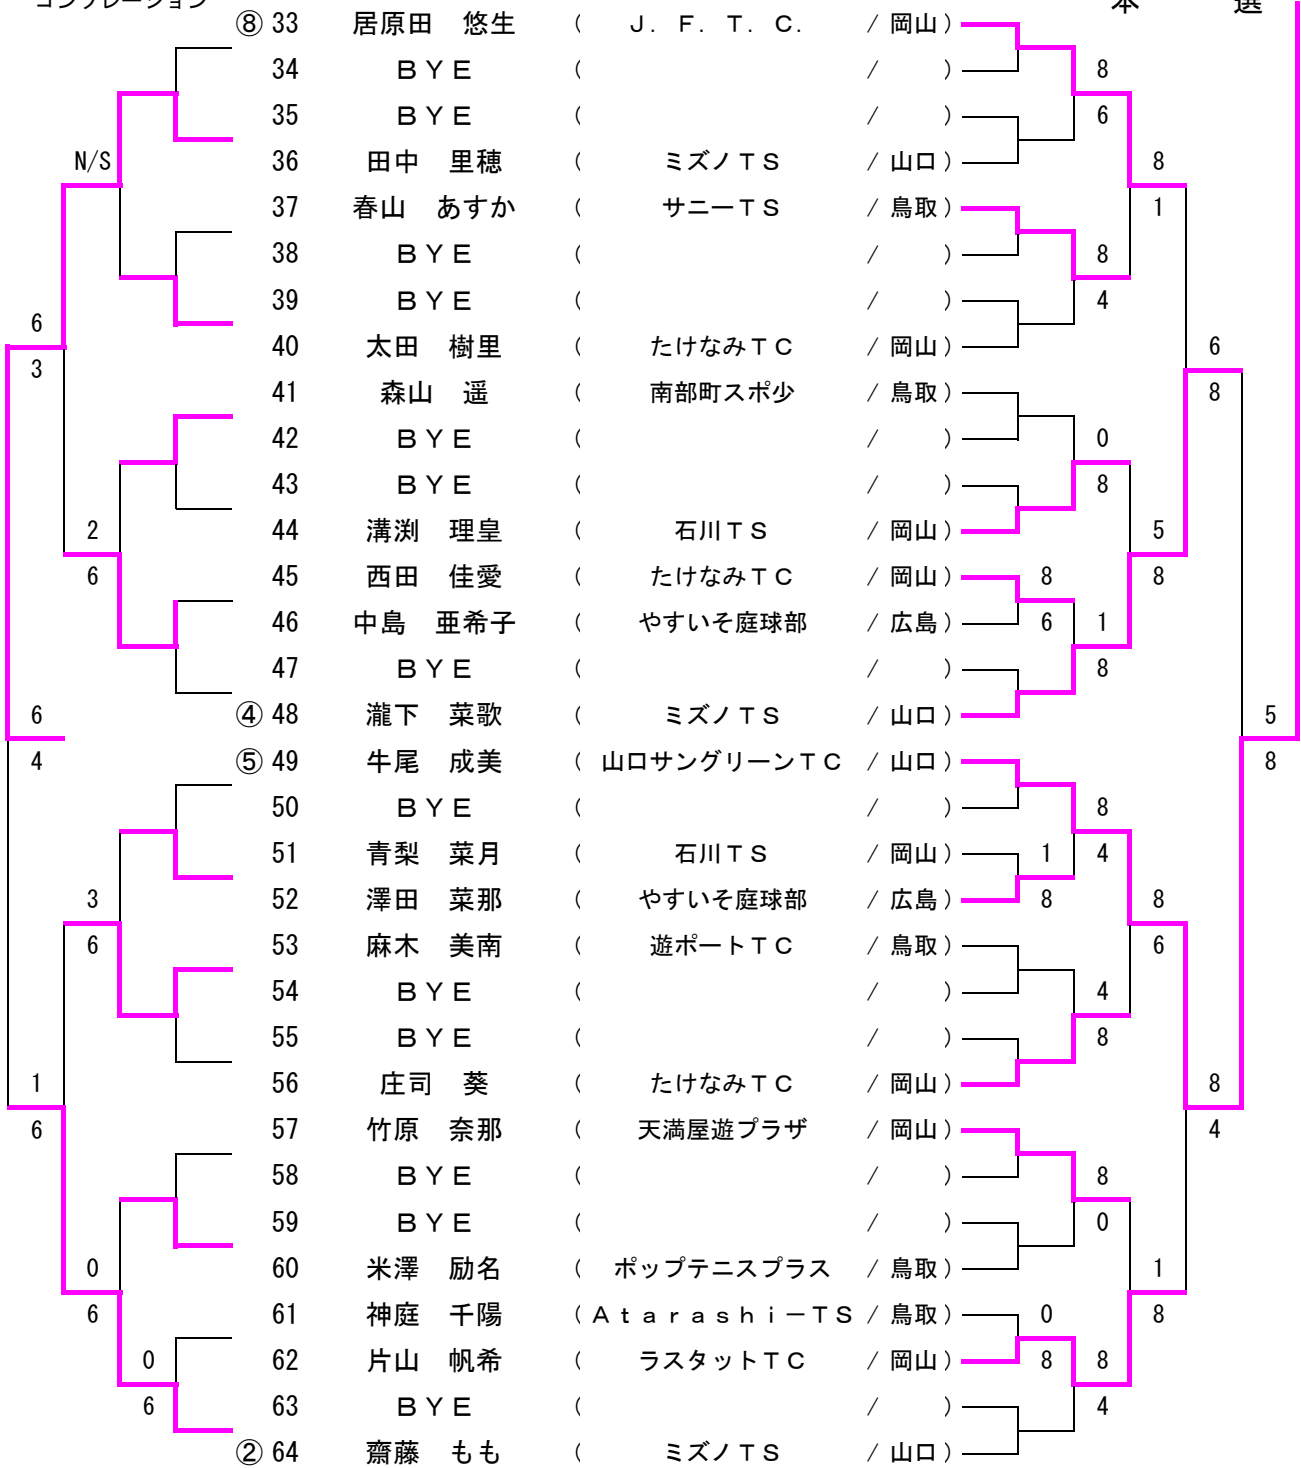 コンソレーション 本 選
⑧ 33 居原田 悠生 ( J. F. T. C. / 岡山 )
34 ＢＹＥ ( / ) 8
35 ＢＹＥ ( / ) 6
N/S 36 田中 里穂 ( ミズノＴＳ / 山口 ) 8
37 春山 あすか ( サニーＴＳ / 鳥取 ) 1
38 ＢＹＥ ( / ) 8
39 ＢＹＥ ( / ) 4
6 40 太田 樹里 ( たけなみＴＣ / 岡山 ) 6
3 41 森山 遥 ( 南部町スポ少 / 鳥取 ) 8
42 ＢＹＥ ( / ) 0
43 ＢＹＥ ( / ) 8
2 44 溝渕 理皇 ( 石川ＴＳ / 岡山 ) 5
6 45 西田 佳愛 ( たけなみＴＣ / 岡山 ) 8 8
46 中島 亜希子 ( やすいそ庭球部 / 広島 ) 6 1
47 ＢＹＥ ( / ) 8
6 ④ 48 瀧下 菜歌 ( ミズノＴＳ / 山口 ) 5
4 ⑤ 49 牛尾 成美 ( 山口サングリーンＴＣ / 山口 ) 8
50 ＢＹＥ ( / ) 8
51 青梨 菜月 ( 石川ＴＳ / 岡山 ) 1 4
3 52 澤田 菜那 ( やすいそ庭球部 / 広島 ) 8 8
6 53 麻木 美南 ( 遊ポートＴＣ / 鳥取 ) 6
54 ＢＹＥ ( / ) 4
55 ＢＹＥ ( / ) 8
1 56 庄司 葵 ( たけなみＴＣ / 岡山 ) 8
6 57 竹原 奈那 ( 天満屋遊プラザ / 岡山 ) 4
58 ＢＹＥ ( / ) 8
59 ＢＹＥ ( / ) 0
0 60 米澤 励名 ( ポップテニスプラス / 鳥取 ) 1
6 61 神庭 千陽 ( Ａｔａｒａｓｈｉ－ＴＳ / 鳥取 ) 0 8
0 62 片山 帆希 ( ラスタットＴＣ / 岡山 ) 8 8
6 63 ＢＹＥ ( / ) 4
② 64 齋藤 もも ( ミズノＴＳ / 山口 )